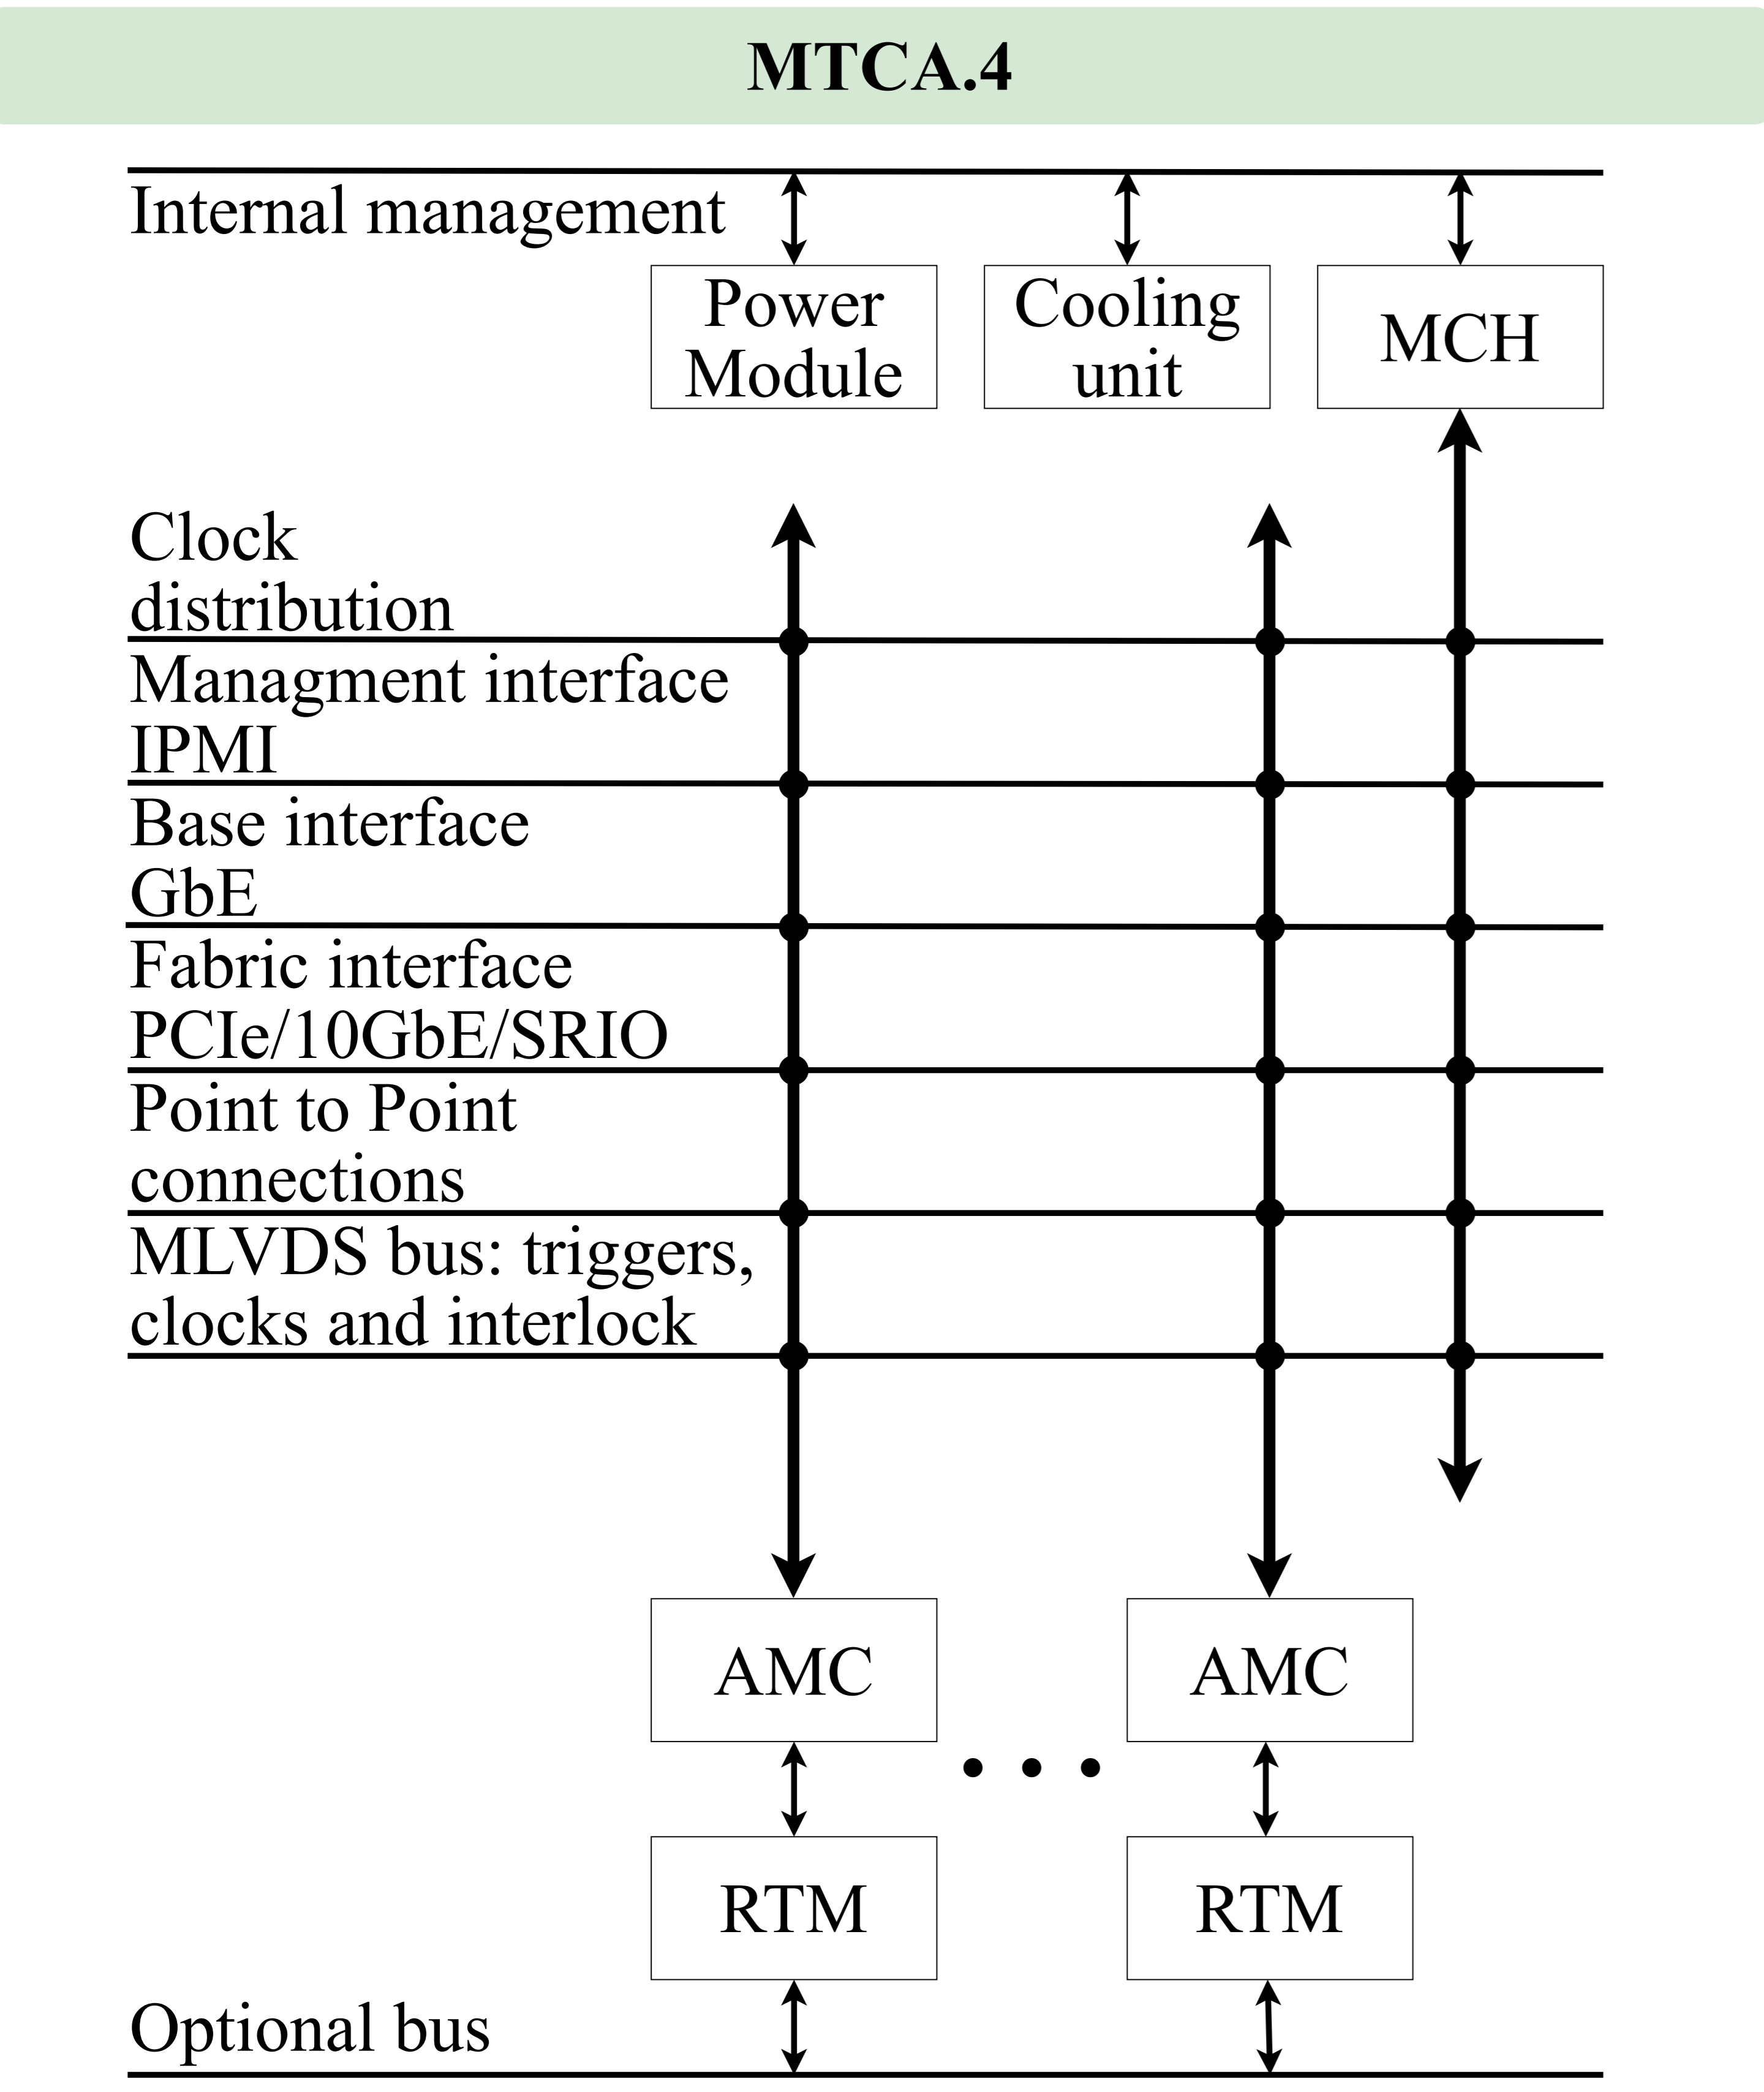 MTCA.4
Internal management
Power
Module
Cooling
unit
MCH
Clock
distribution
Managment interface
IPMI
Base interface
GbE
Fabric interface
PCIe/10GbE/SRIO
Point to Point
connections
MLVDS bus: triggers,
clocks and interlock
AMC
AMC
RTM
RTM
Optional bus